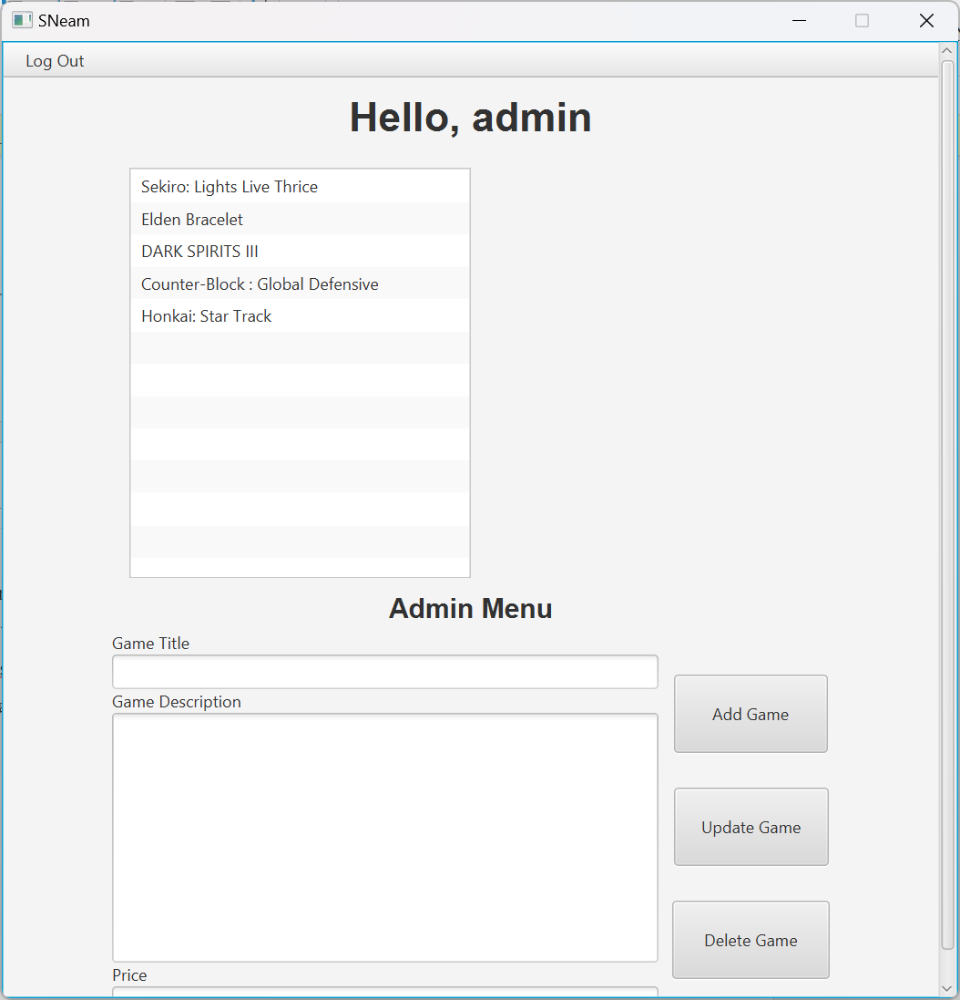 SNeam
Log Out
Hello, admin
Sekiro: Lights Live Thrice
Elden Bracelet
DARK SPIRITS III
Counter-Block : Global Defensive
Honkai: Star Track
Admin Menu
Game Title
Game Description
Add Game
Update Game
Delete Game
Price